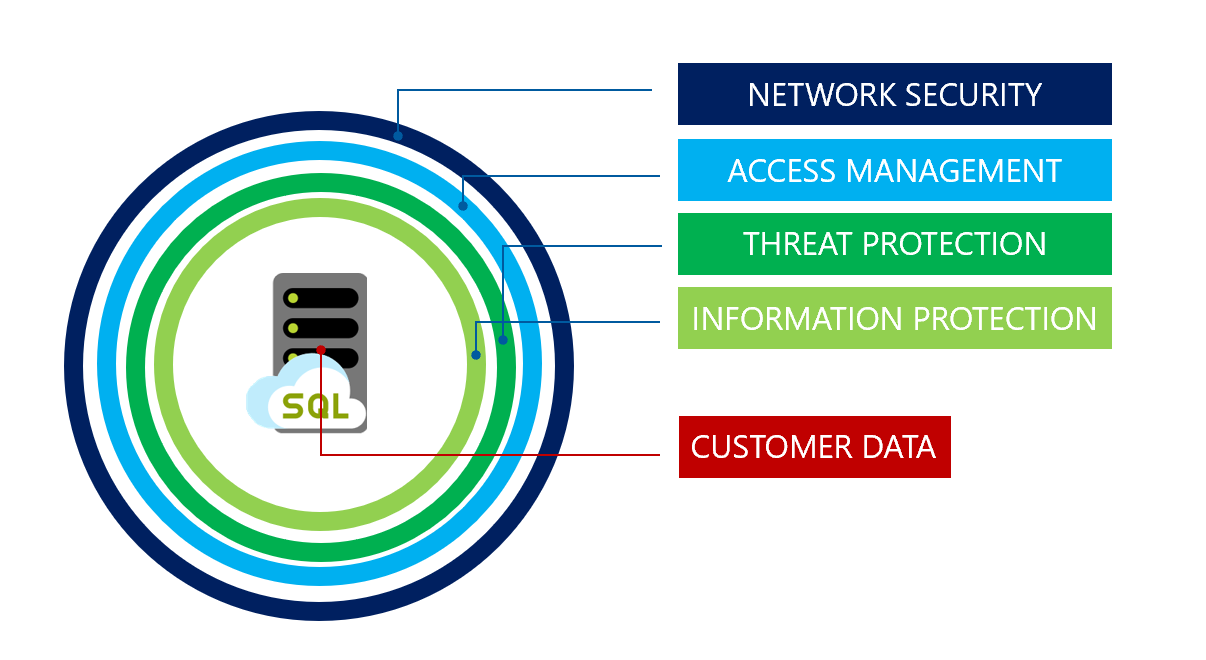 NETWORK SECURITY
ACCESS MANAGEMENT
THREAT PROTECTION
INFORMATION PROTECTION
SQL
CUSTOMER DATA